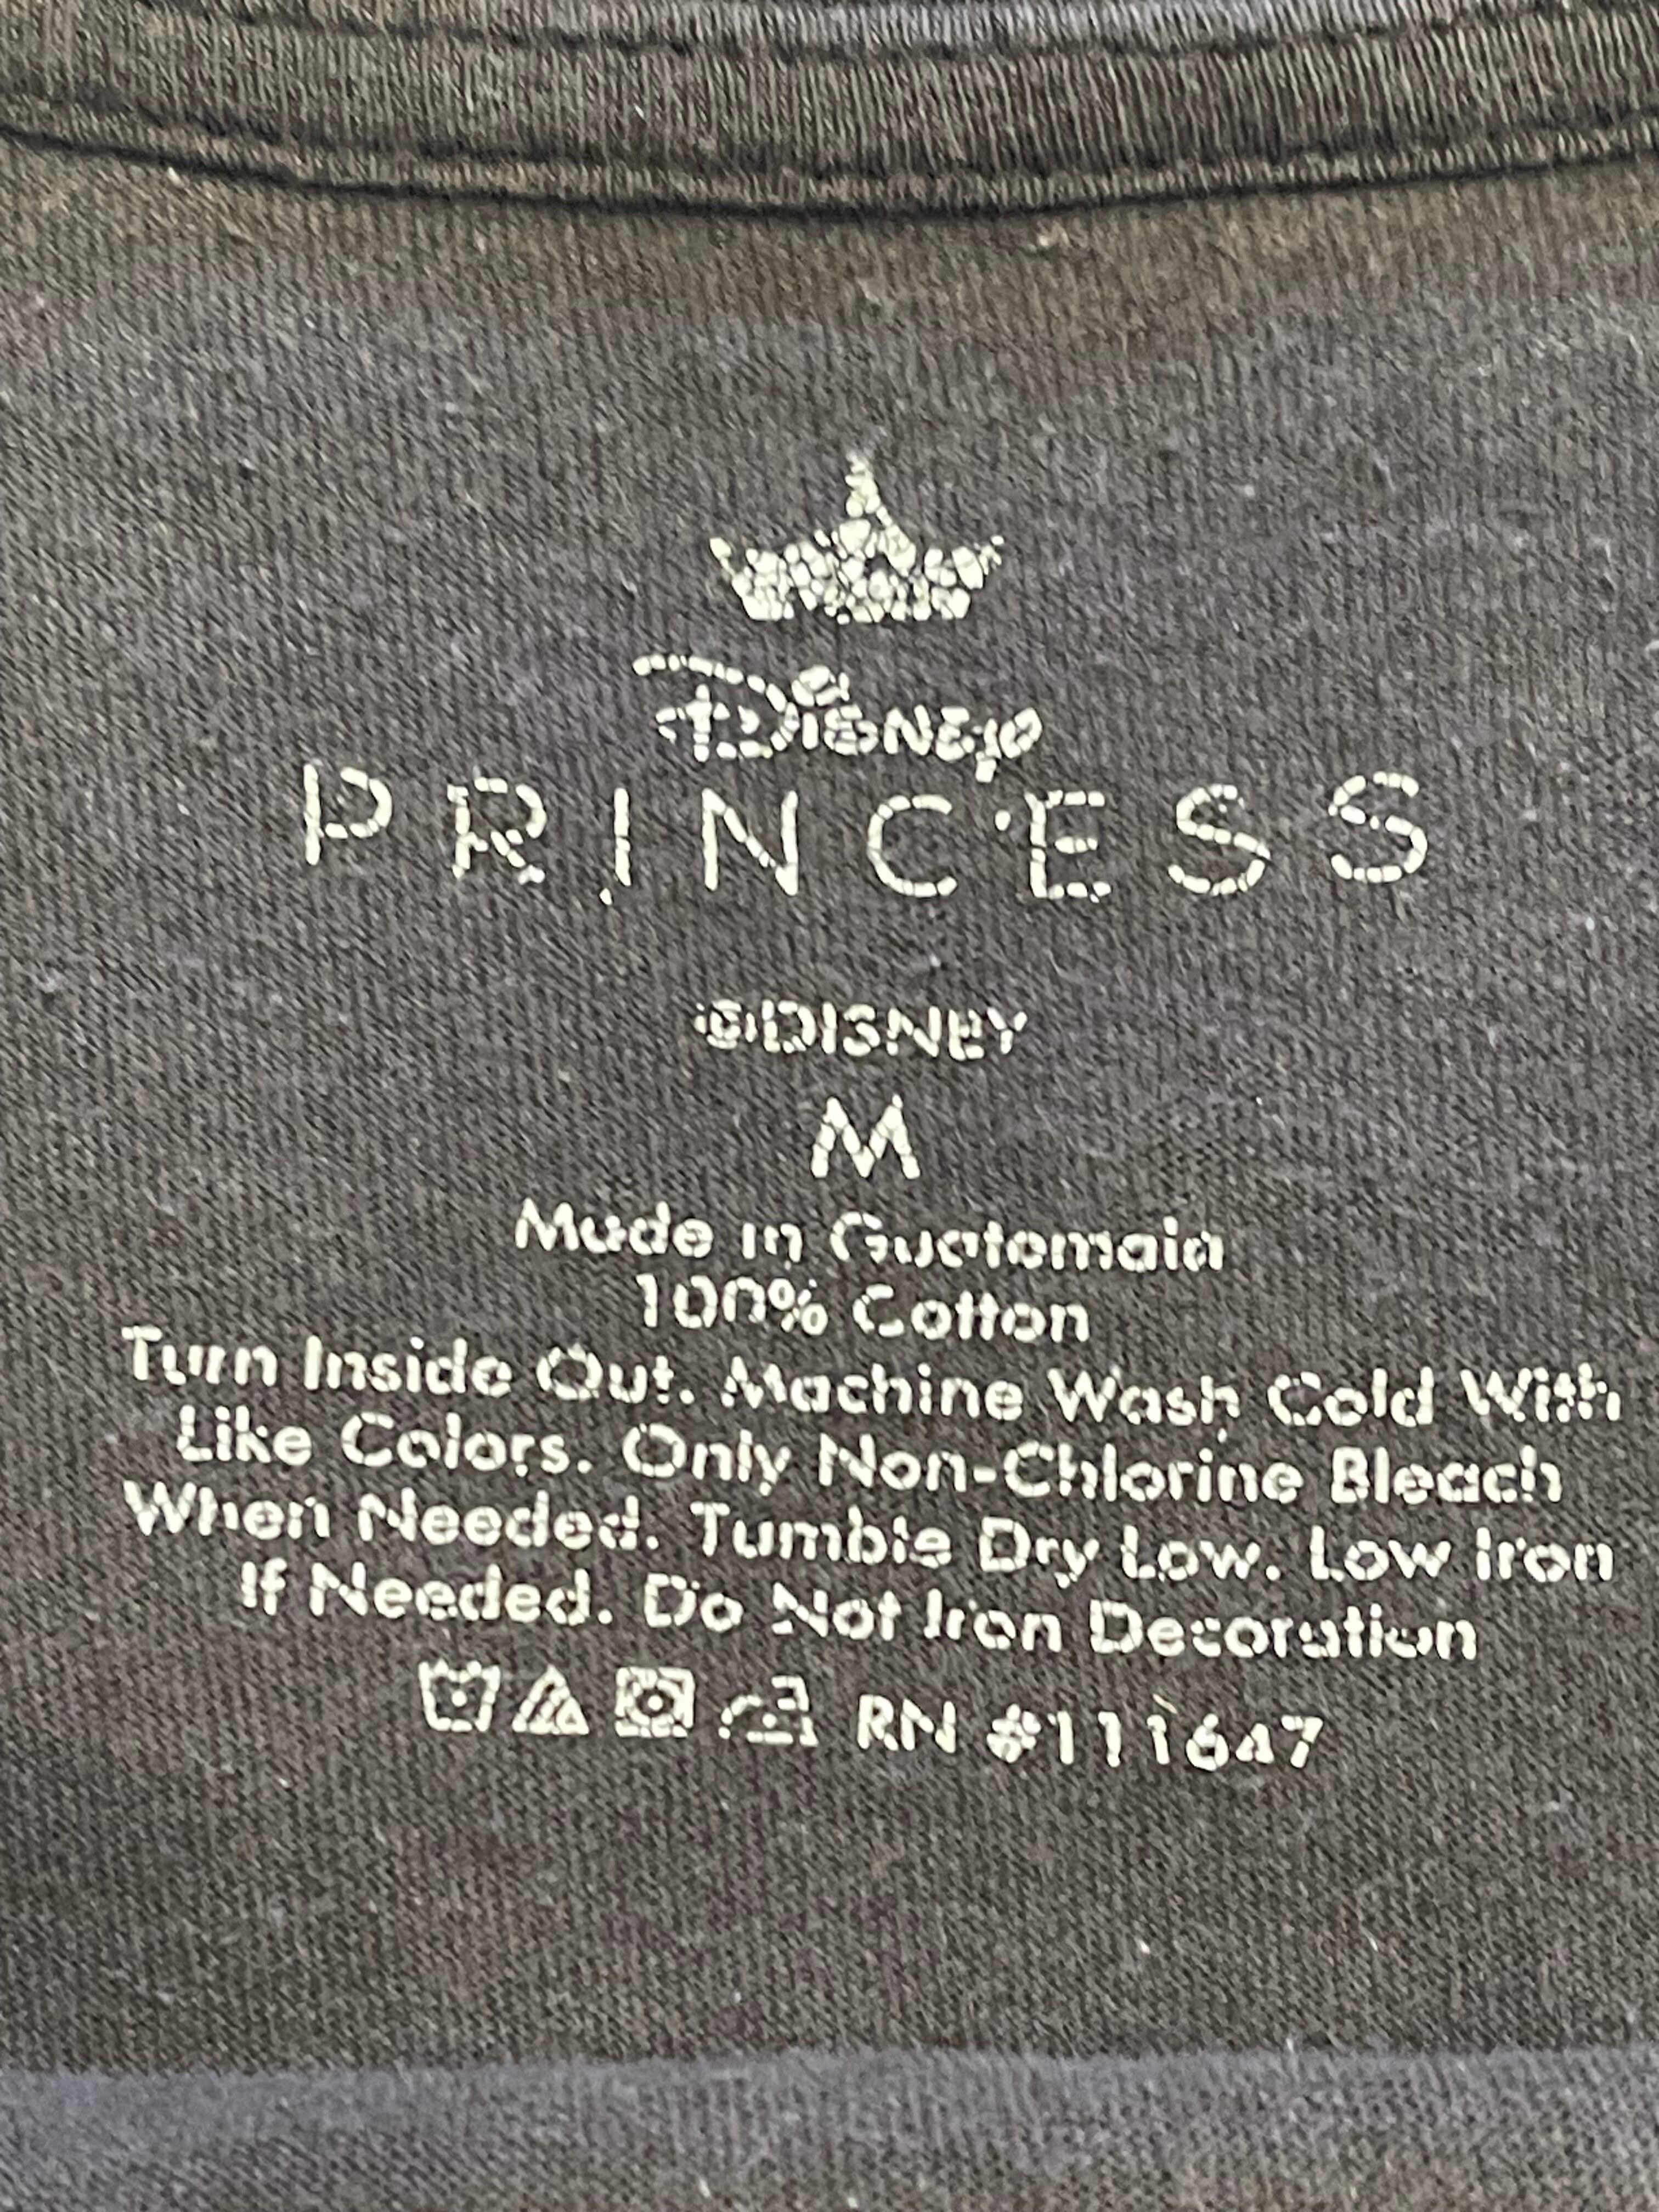 Disney
PRINCESS
©DISNEY
M
Made in Guatemala
100% Cotton
Turn Inside Out. Machine Wash Cold With
Like Colors. Only Non-Chlorine Bleach
When Needed. Tumble Dry Low. Low Iron
If Needed. Do Not Iron Decoration
RN #111647